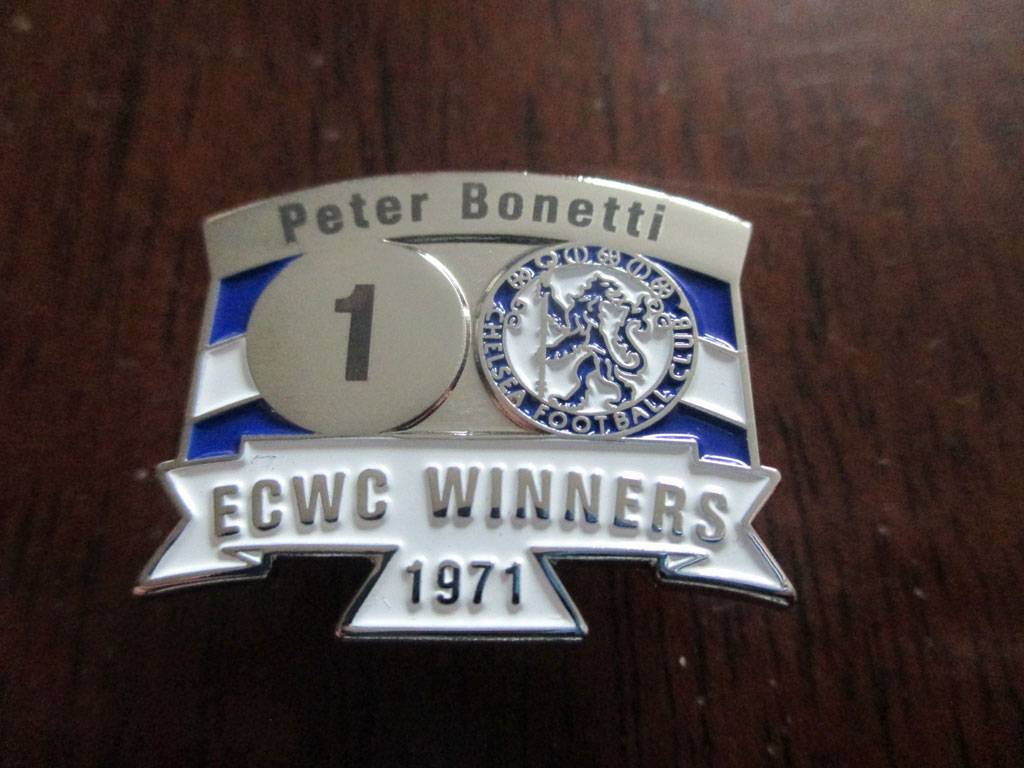 Peter Bonetti
1
CHELSEA FOOTBALL CLUB
ECWC WINNERS
1971